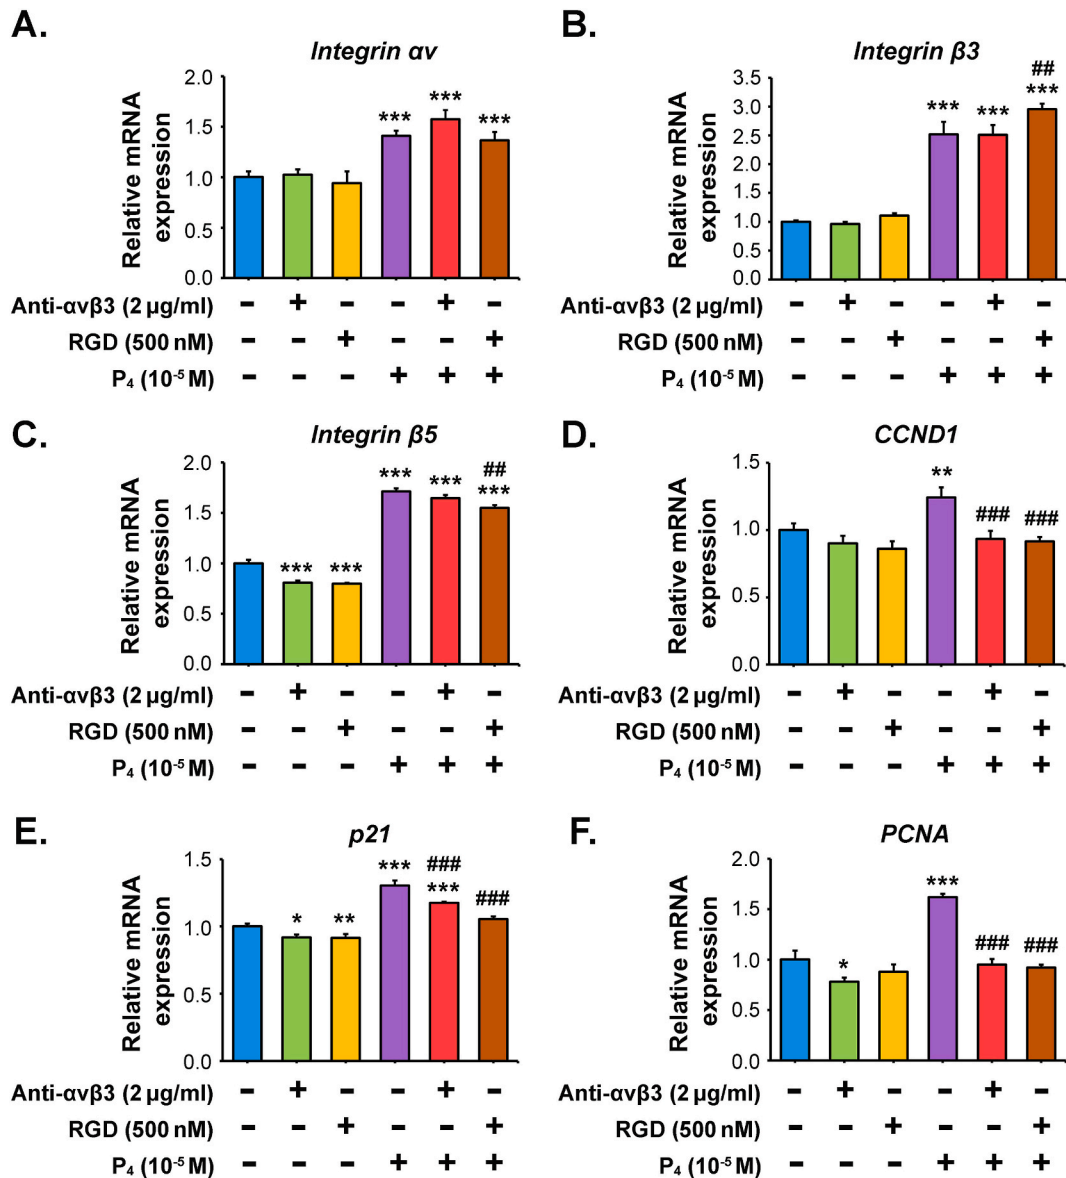 A.
Integrin αv
Relative mRNA expression
2.0
1.5
1.0
0.5
0.0
*** *** ***
Anti-αvβ3 (2 µg/ml) - + - - + -
RGD (500 nM) - - + - - +
P₄ (10⁻⁵ M) - - - + + +
B.
Integrin β3
Relative mRNA expression
3.5
3.0
2.5
2.0
1.5
1.0
0.5
0.0
##
*** *** ***
Anti-αvβ3 (2 µg/ml) - + - - + -
RGD (500 nM) - - + - - +
P₄ (10⁻⁵ M) - - - + + +
C.
Integrin β5
Relative mRNA expression
2.0
1.5
1.0
0.5
0.0
##
*** *** *** *** ***
Anti-αvβ3 (2 µg/ml) - + - - + -
RGD (500 nM) - - + - - +
P₄ (10⁻⁵ M) - - - + + +
D.
CCND1
Relative mRNA expression
1.5
1.0
0.5
0.0
** ### ###
Anti-αvβ3 (2 µg/ml) - + - - + -
RGD (500 nM) - - + - - +
P₄ (10⁻⁵ M) - - - + + +
E.
p21
Relative mRNA expression
1.5
1.0
0.5
0.0
###
* ** *** *** ###
Anti-αvβ3 (2 µg/ml) - + - - + -
RGD (500 nM) - - + - - +
P₄ (10⁻⁵ M) - - - + + +
F.
PCNA
Relative mRNA expression
2.0
1.5
1.0
0.5
0.0
* *** ### ###
Anti-αvβ3 (2 µg/ml) - + - - + -
RGD (500 nM) - - + - - +
P₄ (10⁻⁵ M) - - - + + +